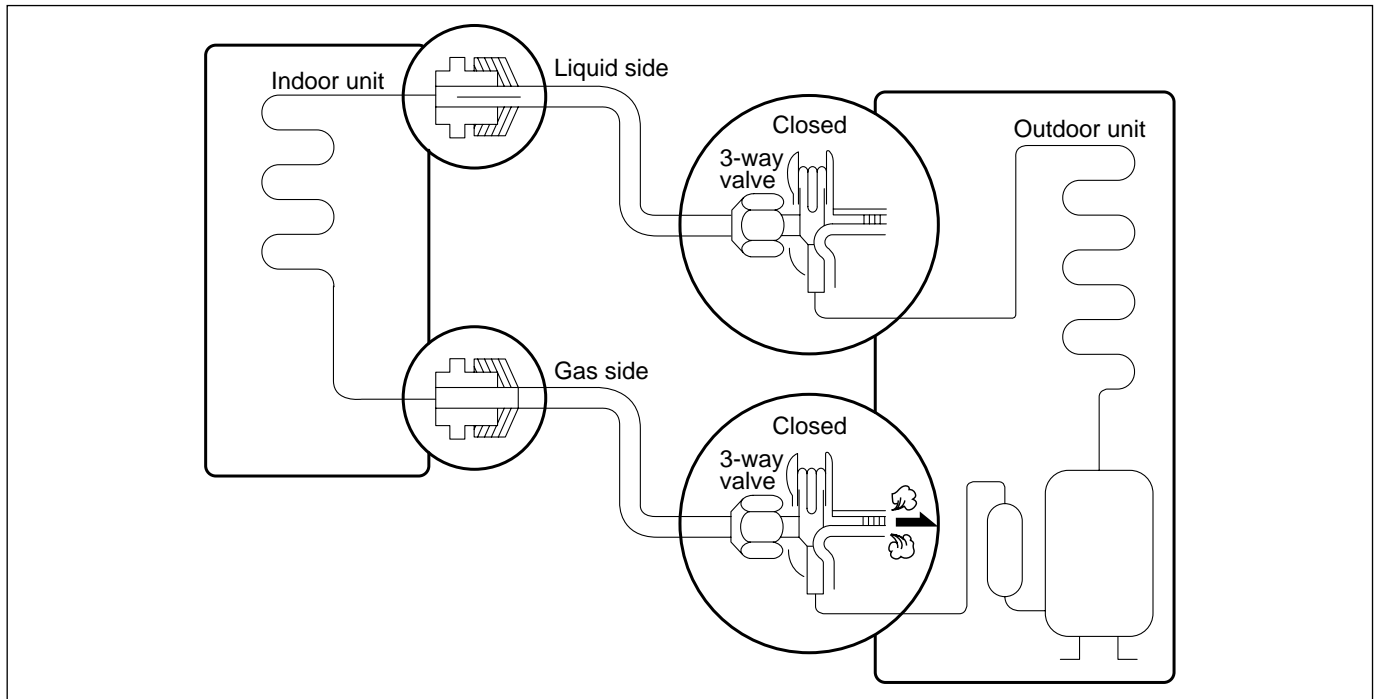 Indoor unit
Liquid side
Closed
3-way
valve
Outdoor unit
Gas side
Closed
3-way
valve